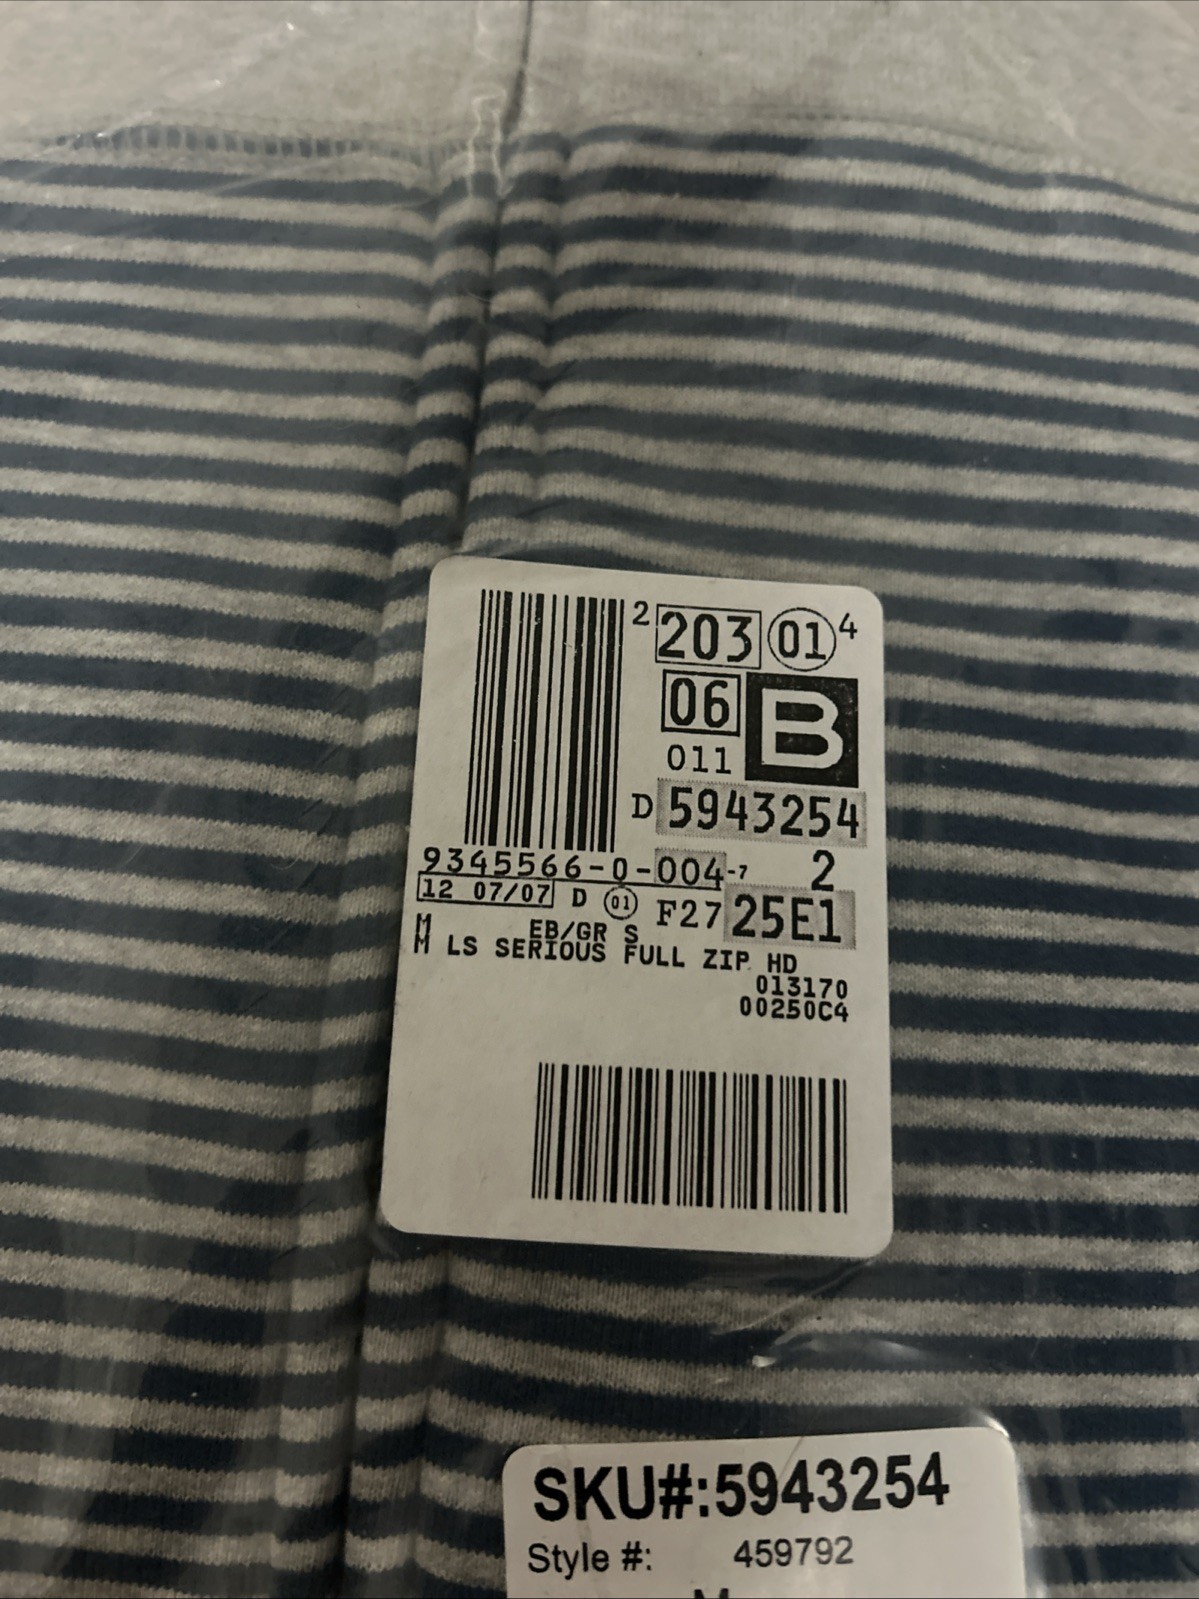 2 203 01 4
06 B
011
D 5943254
9345566-0-004-7 2
12 07/07 D 01 F27 25E1
M EB/GR S
M LS SERIOUS FULL ZIP HD
013170
00250C4
SKU#:5943254
Style #: 459792